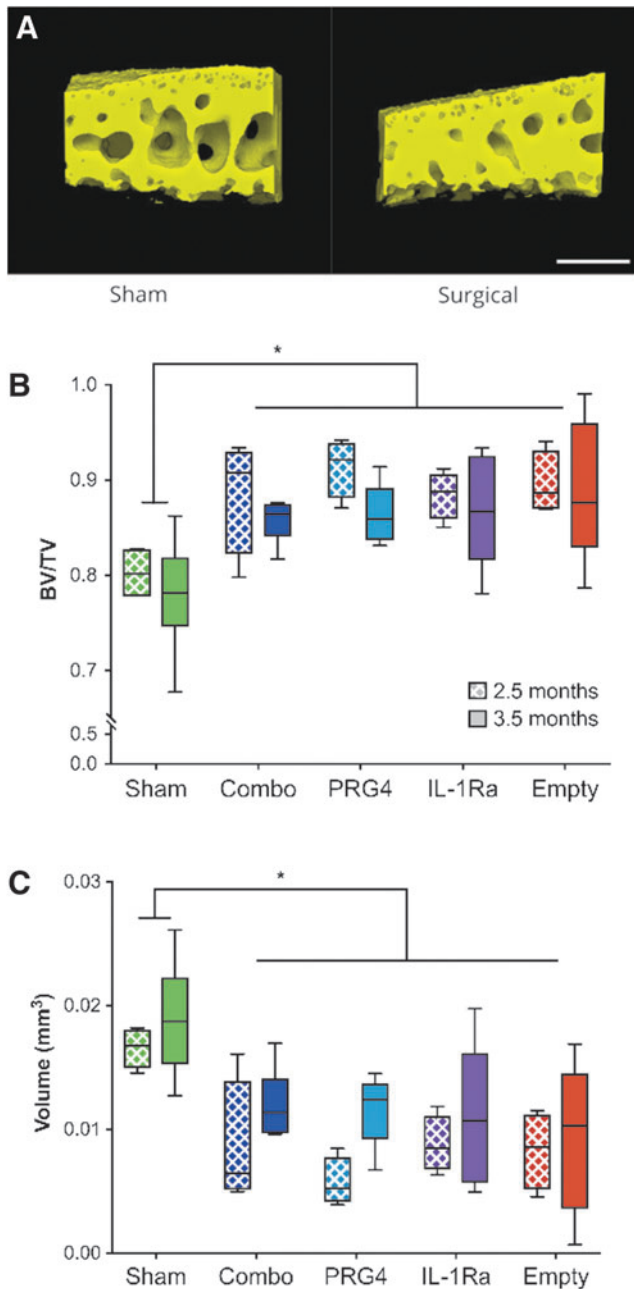 A
Sham Surgical
B
*
1.0
0.9
0.8
0.7
0.5
0.0
BV/TV
2.5 months
3.5 months
Sham Combo PRG4 IL-1Ra Empty
C
*
0.03
0.02
0.01
0.00
Volume (mm³)
Sham Combo PRG4 IL-1Ra Empty